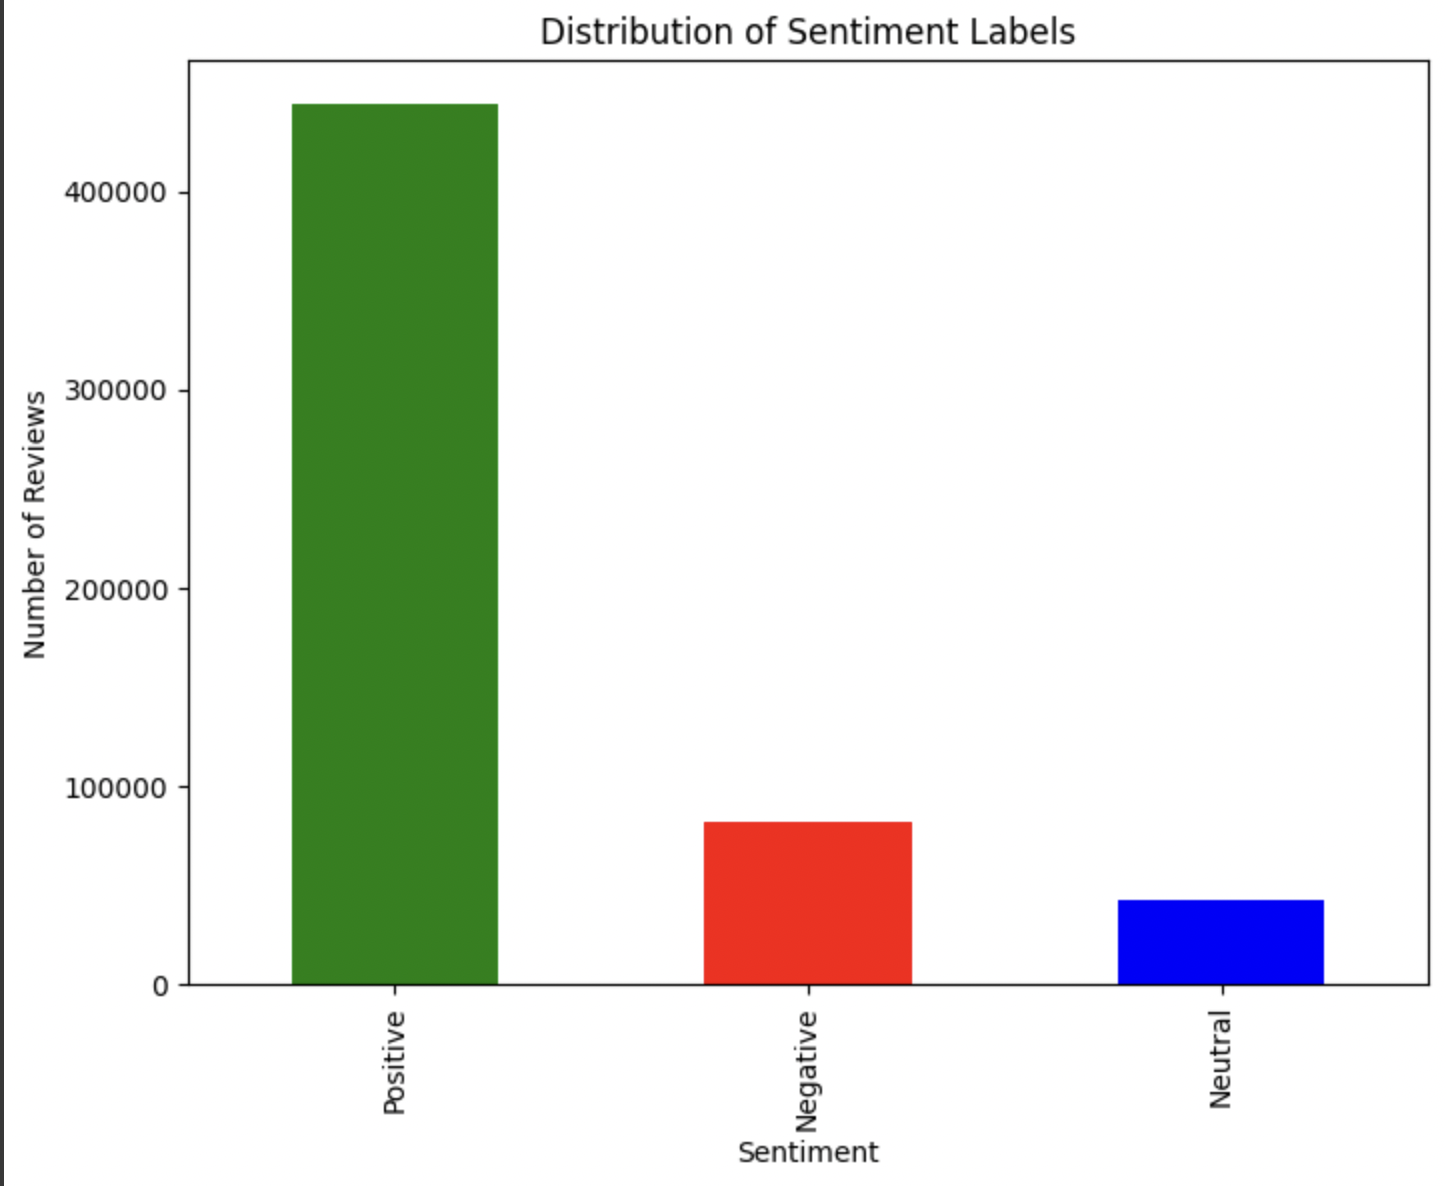 Distribution of Sentiment Labels
Number of Reviews
400000
300000
200000
100000
0
Positive
Negative
Neutral
Sentiment